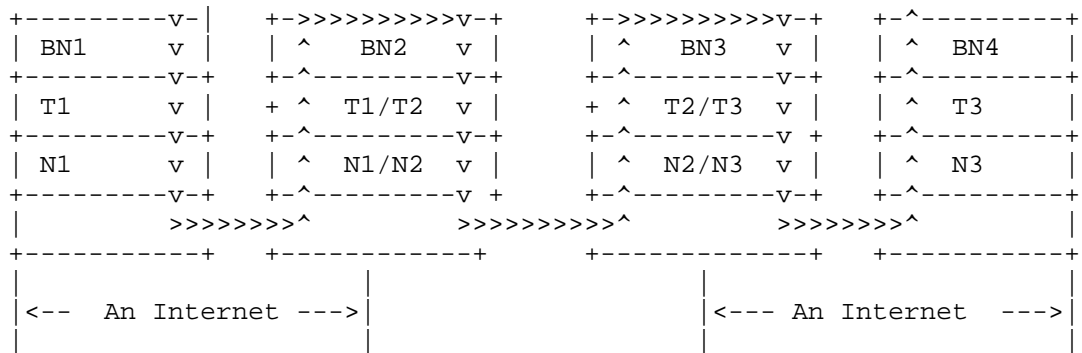 +---------v-|   +->>>>>>>>>>v-+     +->>>>>>>>>>v-+   +-^---------+
| BN1     v |   | ^   BN2   v |     | ^   BN3   v |   | ^  BN4    |
+---------v-+   +-^---------v-+     +-^---------v-+   +-^---------+
| T1      v |   + ^  T1/T2  v |     + ^  T2/T3  v |   | ^  T3     |
+---------v-+   +-^---------v-+     +-^---------v +   +-^---------+
| N1      v |   | ^  N1/N2  v |     | ^  N2/N3  v |   | ^  N3     |
+---------v-+   +-^---------v +     +-^---------v-+   +-^---------+
|         >>>>>>>>^         >>>>>>>>>>^         >>>>>>>>^         |
+-----------+   +------------+      +-------------+   +-----------+
|                     |                    |                      |
|<--  An Internet --->|                    |<--- An Internet  --->|
|                     |                    |                      |